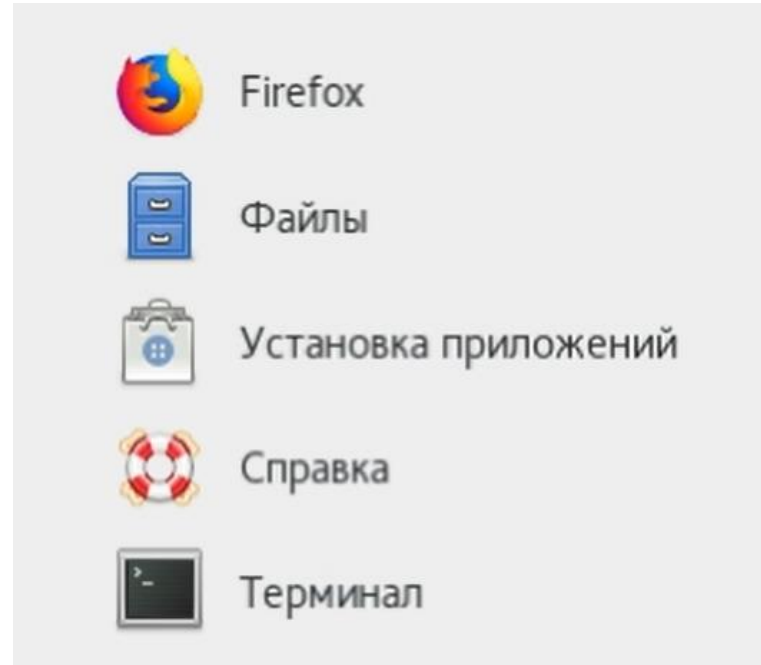 Firefox
Файлы
Установка приложений
Справка
Терминал